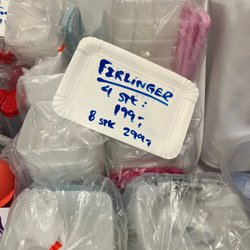 FIRLINGER
4 STK:
199,-
8 STK 299,-